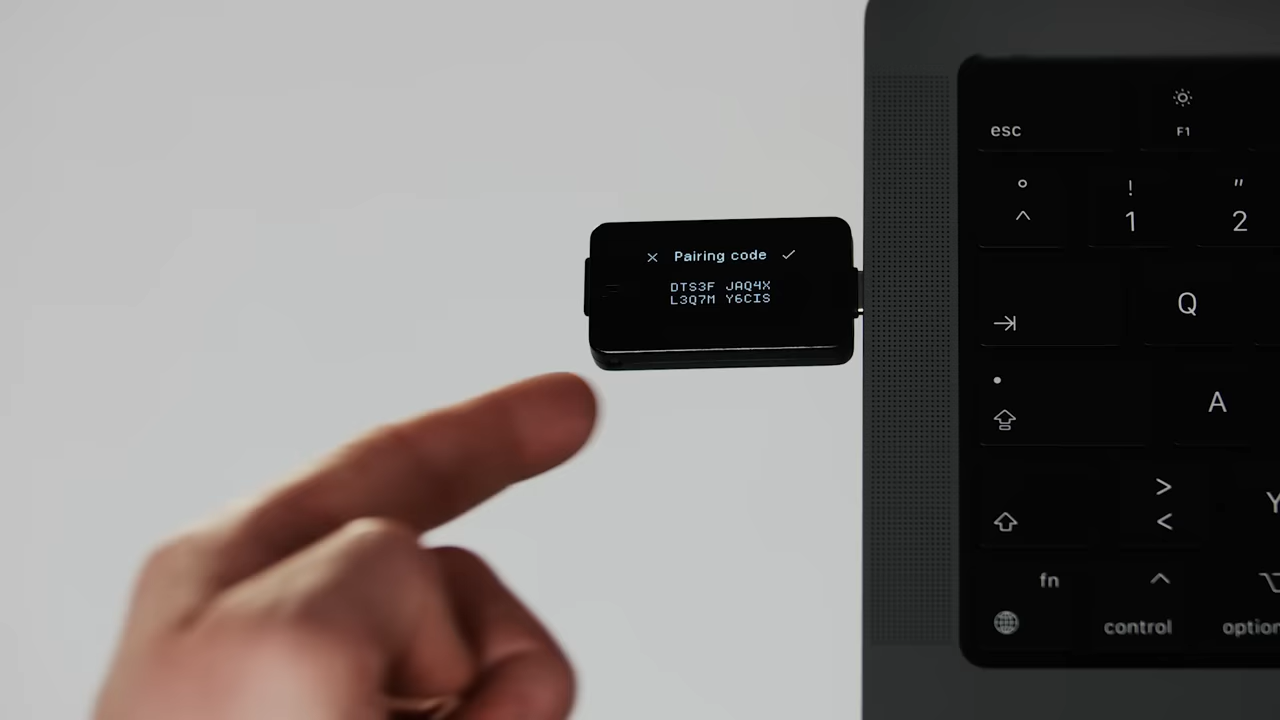 Pairing code
DTS3F JAQ4X
L3Q7M Y6CIS
esc
F1
° ! "
^ 1 2
Q
A
>
<
Y
fn
control
option